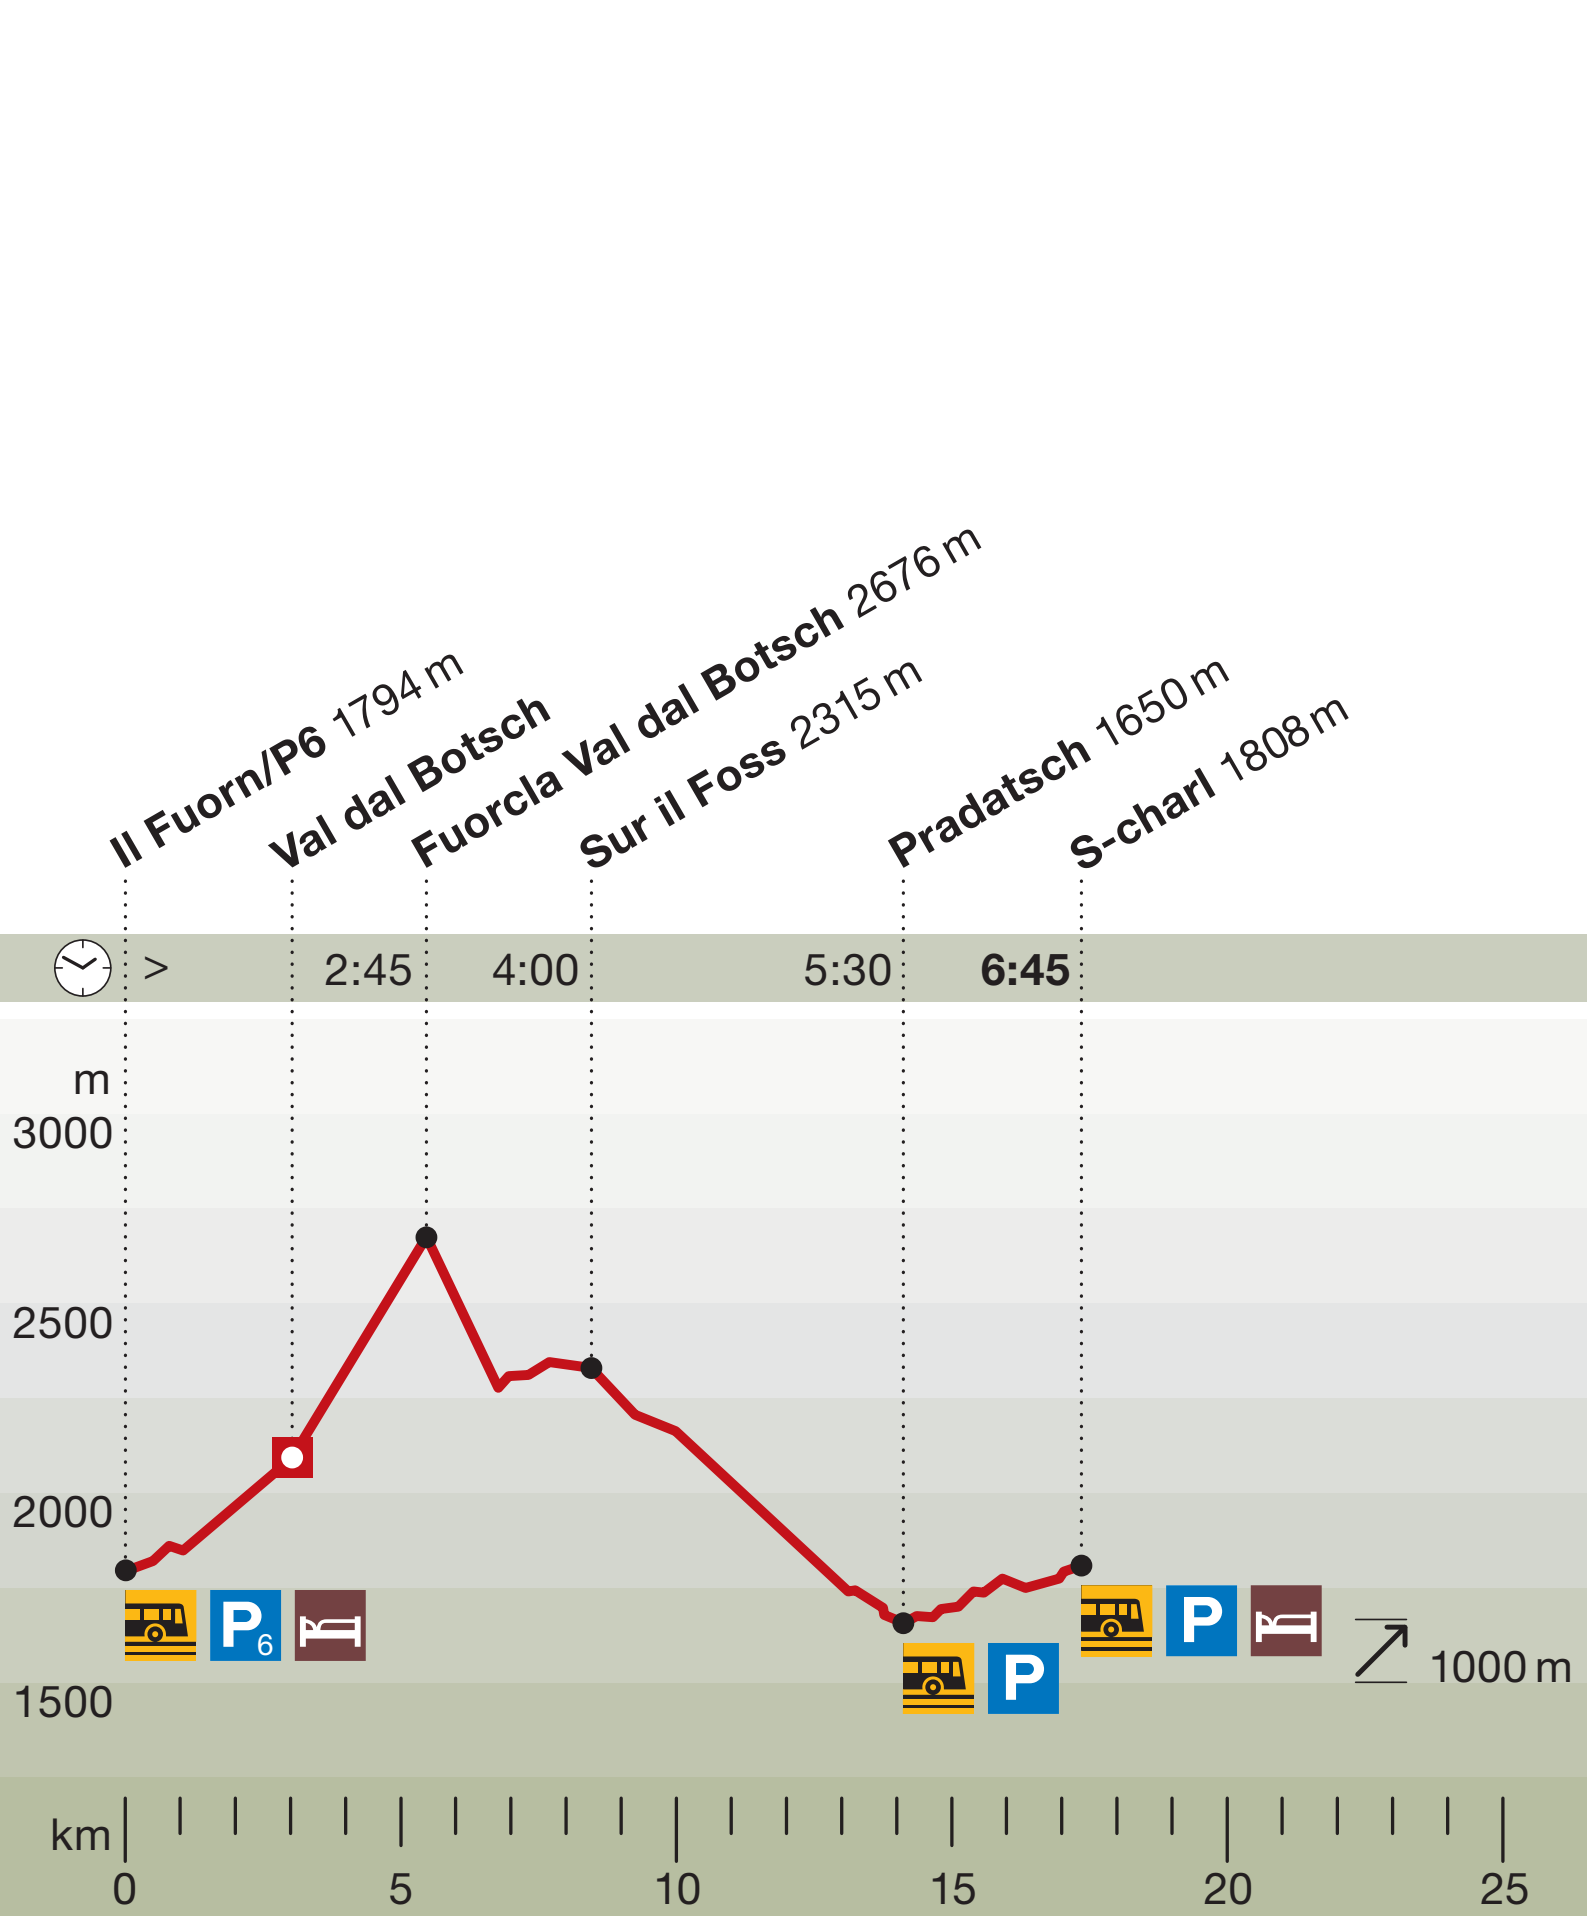 Il Fuorn/P6 1794 m
Val dal Botsch
Fuorcla Val dal Botsch 2676 m
Sur il Foss 2315 m
Pradatsch 1650 m
S-charl 1808 m
> 2:45 4:00 5:30 6:45
m
3000
2500
2000
1500
P6
P
P
1000 m
km
0 5 10 15 20 25